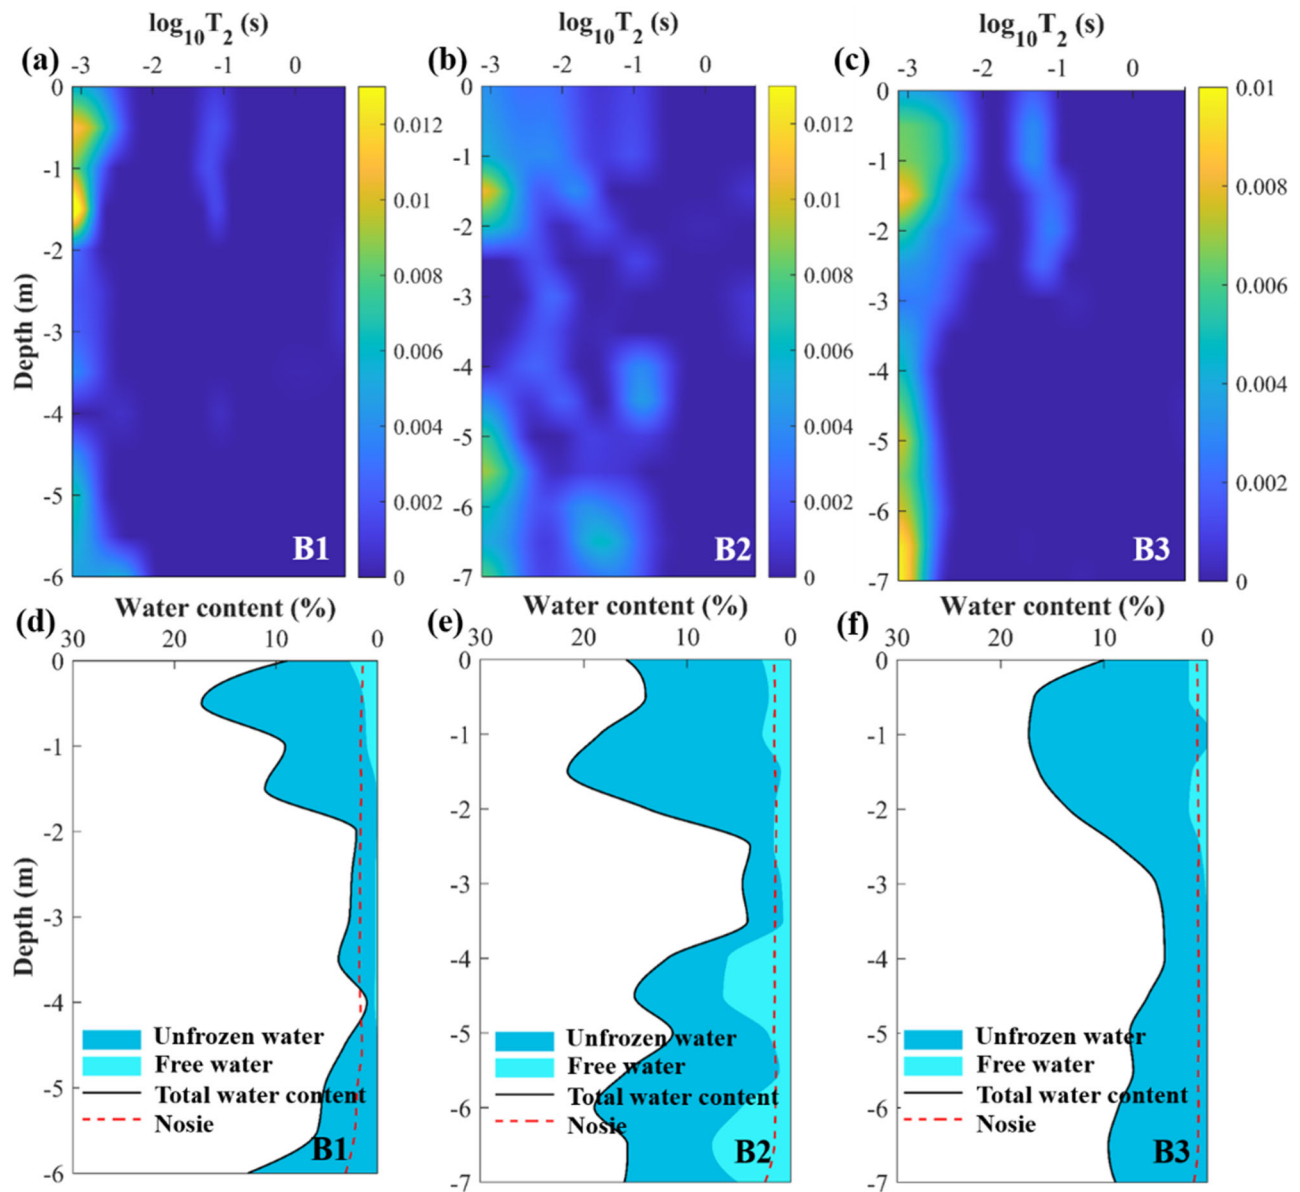 (a) log10T2 (s)
-3 -2 -1 0
0
-1
-2
-3
-4
-5
-6
Depth (m)
B1
0.012
0.01
0.008
0.006
0.004
0.002
0
(b) log10T2 (s)
-3 -2 -1 0
0
-1
-2
-3
-4
-5
-6
-7
B2
0.012
0.01
0.008
0.006
0.004
0.002
0
(c) log10T2 (s)
-3 -2 -1 0
0
-1
-2
-3
-4
-5
-6
-7
B3
0.01
0.008
0.006
0.004
0.002
0
(d) Water content (%)
30 20 10 0
0
-1
-2
-3
-4
-5
-6
Depth (m)
Unfrozen water
Free water
Total water content
Nosie
B1
(e) Water content (%)
30 20 10 0
0
-1
-2
-3
-4
-5
-6
-7
Unfrozen water
Free water
Total water content
Nosie
B2
(f) Water content (%)
30 20 10 0
0
-1
-2
-3
-4
-5
-6
-7
Unfrozen water
Free water
Total water content
Nosie
B3